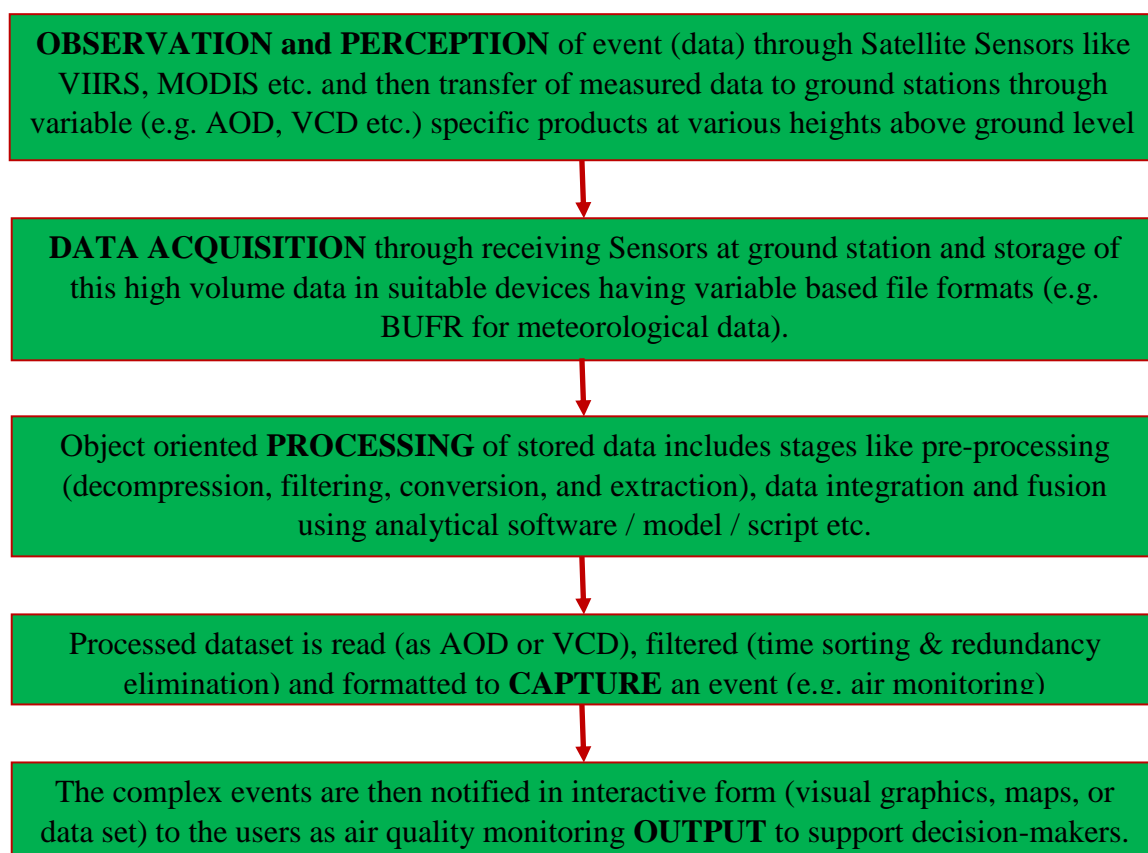 OBSERVATION and PERCEPTION of event (data) through Satellite Sensors like
VIIRS, MODIS etc. and then transfer of measured data to ground stations through
variable (e.g. AOD, VCD etc.) specific products at various heights above ground level
DATA ACQUISITION through receiving Sensors at ground station and storage of
this high volume data in suitable devices having variable based file formats (e.g.
BUFR for meteorological data).
Object oriented PROCESSING of stored data includes stages like pre-processing
(decompression, filtering, conversion, and extraction), data integration and fusion
using analytical software / model / script etc.
Processed dataset is read (as AOD or VCD), filtered (time sorting & redundancy
elimination) and formatted to CAPTURE an event (e.g. air monitoring)
The complex events are then notified in interactive form (visual graphics, maps, or
data set) to the users as air quality monitoring OUTPUT to support decision-makers.